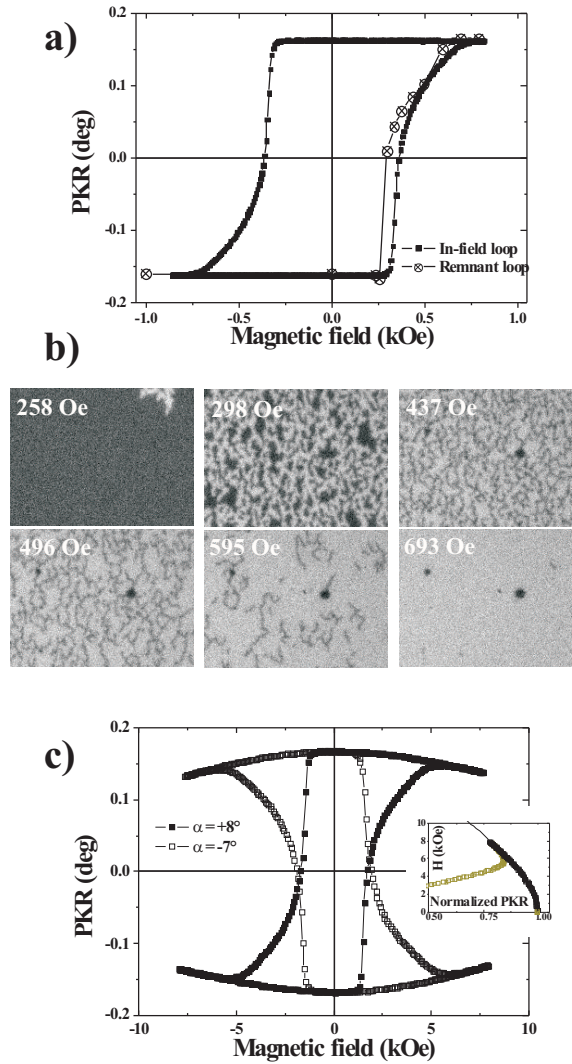 a)
0.2
0.1
0.0
-0.1
-0.2
PKR (deg)
In-field loop
Remnant loop
-1.0 -0.5 0.0 0.5 1.0
Magnetic field (kOe)
b)
258 Oe 298 Oe 437 Oe
496 Oe 595 Oe 693 Oe
c)
0.2
0.1
0.0
-0.1
-0.2
PKR (deg)
α = +8°
α = -7°
H (kOe)
10
8
6
4
2
0
Normalized PKR
0.50 0.75 1.00
-10 -5 0 5 10
Magnetic field (kOe)